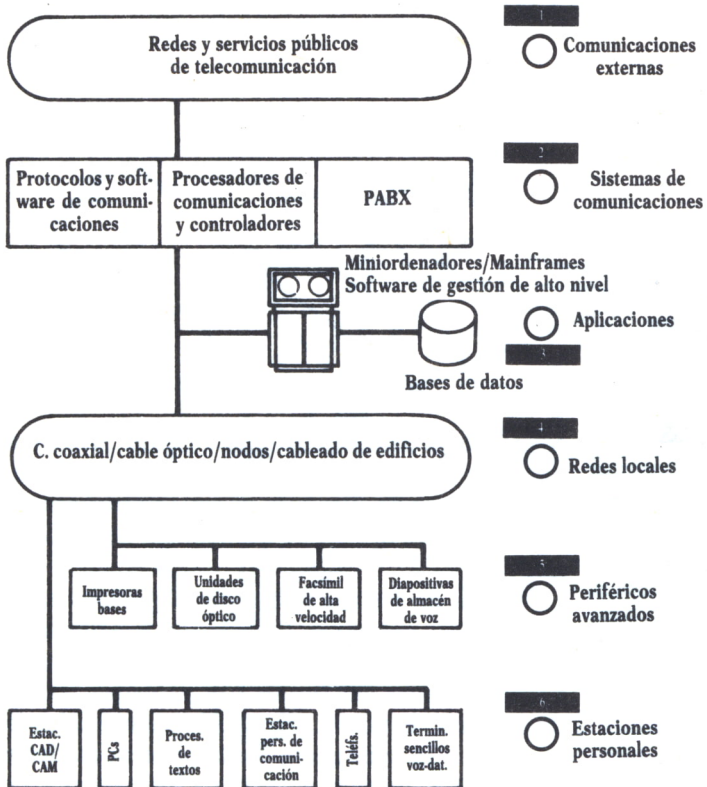 1
Redes y servicios públicos
de telecomunicación
Comunicaciones
externas
2
Protocolos y soft-
ware de comuni-
caciones
Procesadores de
comunicaciones
y controladores
PABX
Sistemas de
comunicaciones
Miniordenadores/Mainframes
Software de gestión de alto nivel
Aplicaciones
3
Bases de datos
4
C. coaxial/cable óptico/nodos/cableado de edificios
Redes locales
5
Impresoras
bases
Unidades
de disco
óptico
Facsímil
de alta
velocidad
Diapositivas
de almacén
de voz
Periféricos
avanzados
6
Estac.
CAD/
CAM
PCs
Proces.
de
textos
Estac.
pers. de
comuni-
cación
Teléfs.
Termin.
sencillos
voz-dat.
Estaciones
personales